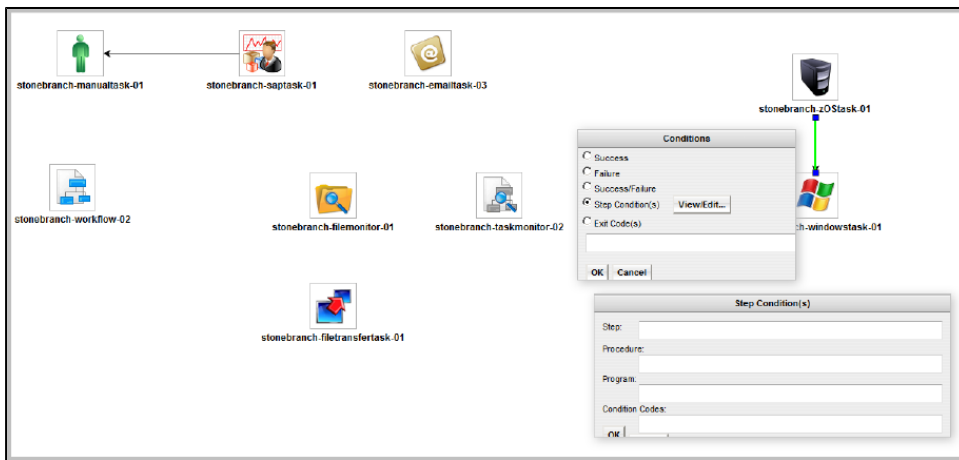 stonebranch-manualtask-01
stonebranch-saptask-01
stonebranch-emailtask-03
stonebranch-zOStask-01
Conditions
Success
Failure
Success/Failure
Step Condition(s)
View/Edit...
Exit Code(s)
OK
Cancel
stonebranch-workflow-02
stonebranch-filemonitor-01
stonebranch-taskmonitor-02
ch-windowstask-01
stonebranch-filetransfertask-01
Step Condition(s)
Step:
Procedure:
Program:
Condition Codes:
OK